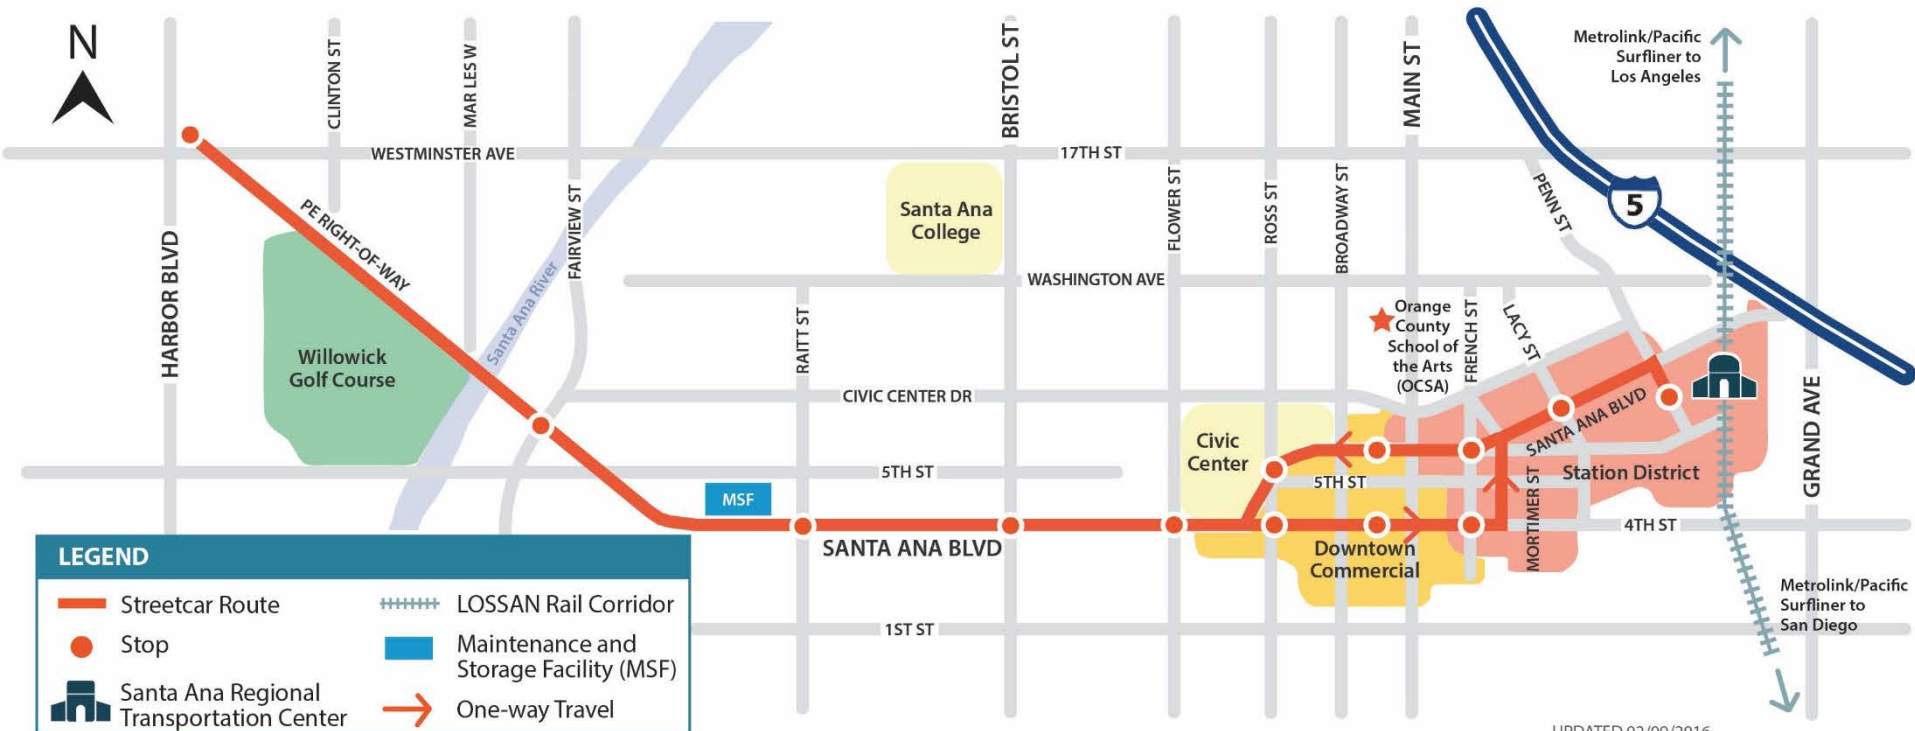 N
HARBOR BLVD
CLINTON ST
MAR LES W
FAIRVIEW ST
BRISTOL ST
MAIN ST
Metrolink/Pacific
Surfliner to
Los Angeles
WESTMINSTER AVE
17TH ST
PE RIGHT-OF-WAY
Santa Ana River
Santa Ana
College
FLOWER ST
ROSS ST
BROADWAY ST
PENN ST
5
WASHINGTON AVE
Willowick
Golf Course
RAITT ST
Orange
County
School of
the Arts
(OCSA)
FRENCH ST
LACY ST
CIVIC CENTER DR
GRAND AVE
Civic
Center
SANTA ANA BLVD
5TH ST
5TH ST
Station District
MSF
MORTIMER ST
4TH ST
SANTA ANA BLVD
Downtown
Commercial
1ST ST
Metrolink/Pacific
Surfliner to
San Diego
LEGEND
Streetcar Route
Stop
Santa Ana Regional
Transportation Center
LOSSAN Rail Corridor
Maintenance and
Storage Facility (MSF)
One-way Travel
UPDATED 02/09/2016